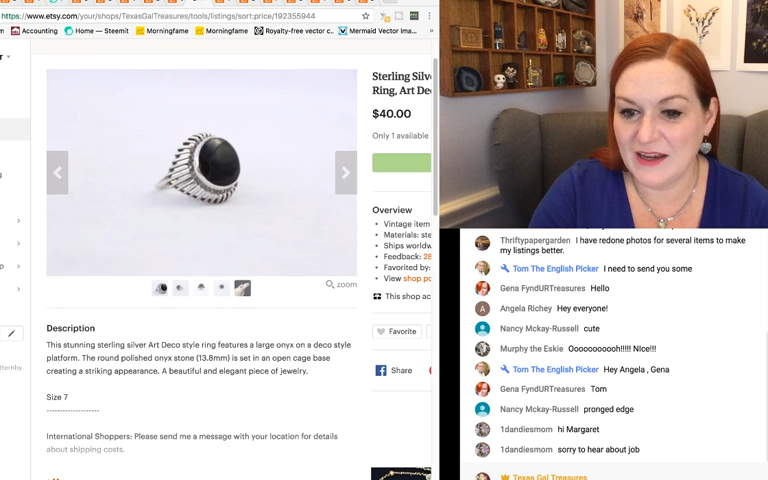 https://www.etsy.com/your/shops/TexasGalTreasures/tools/listings/sort:price/192355944
Accounting
Home — Steemit
Morningfame
Morningfame
Royalty-free vector c...
Mermaid Vector Ima...
Sterling Silve
Ring, Art De
$40.00
Only 1 available
Overview
• Vintage item
• Materials: ste
• Ships worldw
• Feedback: 28
• Favorited by:
• View shop po
This shop ac
zoom
Favorite
Share
Description
This stunning sterling silver Art Deco style ring features a large onyx on a deco style
platform. The round polished onyx stone (13.8mm) is set in an open cage base
creating a striking appearance. A beautiful and elegant piece of jewelry.
Size 7
--------------------
International Shoppers: Please send me a message with your location for details
about shipping costs.
tternby
Thriftypapergarden I have redone photos for several items to make
my listings better.
Tom The English Picker I need to send you some
Gena FyndURTreasures Hello
A
Angela Richey Hey everyone!
Nancy Mckay-Russell cute
Murphy the Eskie Ooooooooooh!!!!! NIce!!!
Tom The English Picker Hey Angela , Gena
Gena FyndURTreasures Tom
Nancy Mckay-Russell pronged edge
1dandiesmom hi Margaret
1dandiesmom sorry to hear about job
Texas Gal Treasures